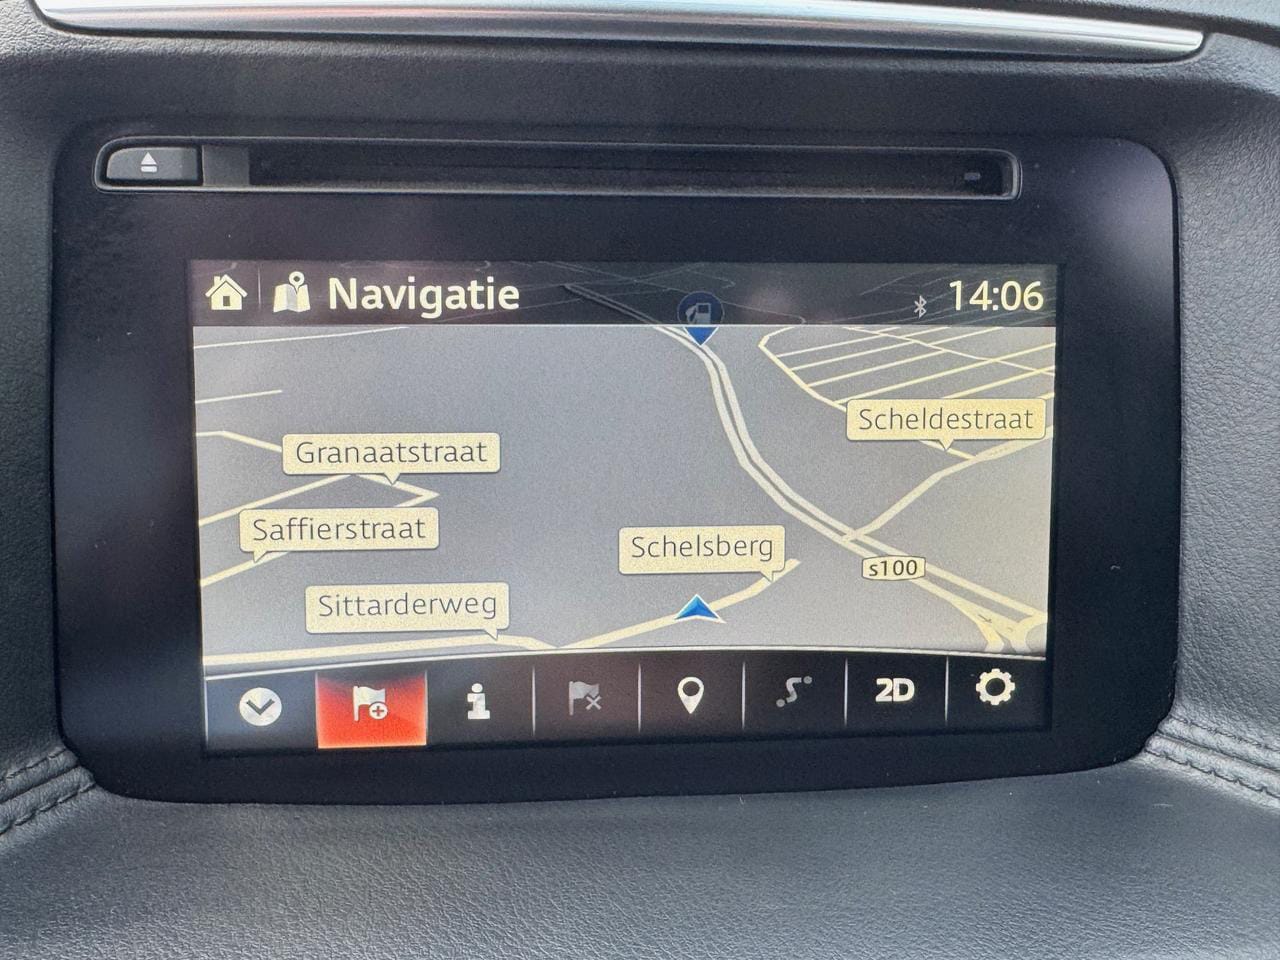 Navigatie
14:06
Scheldestraat
Granaatstraat
Saffierstraat
Schelsberg
s100
Sittarderweg
2D